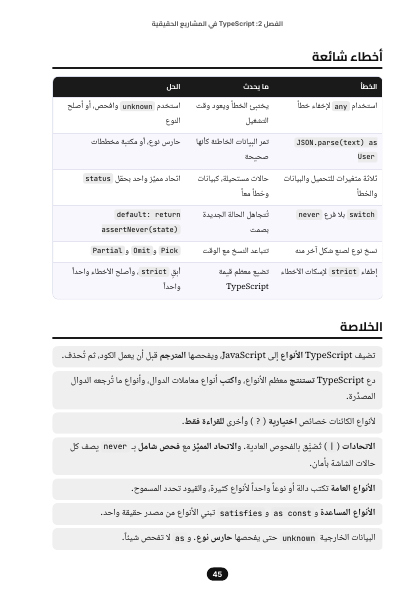 الفصل 2: TypeScript في المشاريع الحقيقية
أخطاء شائعة
الخطأ ما يحدث الحل
استخدام any لإخفاء خطأ يختبئ الخطأ ويعود وقت استخدم unknown وافحص، أو أصلح
التشغيل النوع
JSON.parse(text) as تمر البيانات الخاطئة كأنها حارس نوع، أو مكتبة مخططات
User صحيحة
ثلاثة متغيرات للتحميل والبيانات حالات مستحيلة، كبيانات اتحاد مميّز واحد بحقل status
والخطأ وخطأ معاً
switch بلا فرع never تُتجاهل الحالة الجديدة default: return
بصمت assertNever(state)
نسخ نوع لصنع شكل آخر منه تتباعد النسخ مع الوقت Pick و Omit و Partial
إطفاء strict لإسكات الأخطاء تضيع معظم قيمة أبقِ strict، وأصلح الأخطاء واحداً
TypeScript واحداً
الخلاصة
تضيف TypeScript الأنواع إلى JavaScript، ويفحصها المترجم قبل أن يعمل الكود، ثم تُحذف.
دع TypeScript تستنتج معظم الأنواع، واكتب أنواع معاملات الدوال، وأنواع ما تُرجعه الدوال
المصدّرة.
لأنواع الكائنات خصائص اختيارية (?) وأخرى للقراءة فقط.
الاتحادات (|) تُضيَّق بالفحوص العادية. والاتحاد المميَّز مع فحص شامل بـ never يصف كل
حالات الشاشة بأمان.
الأنواع العامة تكتب دالة أو نوعاً واحداً لأنواع كثيرة، والقيود تحدد المسموح.
الأنواع المساعدة و as const و satisfies تبني الأنواع من مصدر حقيقة واحد.
البيانات الخارجية unknown حتى يفحصها حارس نوع. و as لا تفحص شيئاً.
45